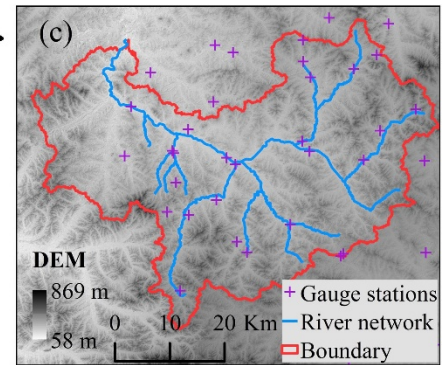 (c)
DEM
869 m
58 m
0 10 20 Km
Gauge stations
River network
Boundary